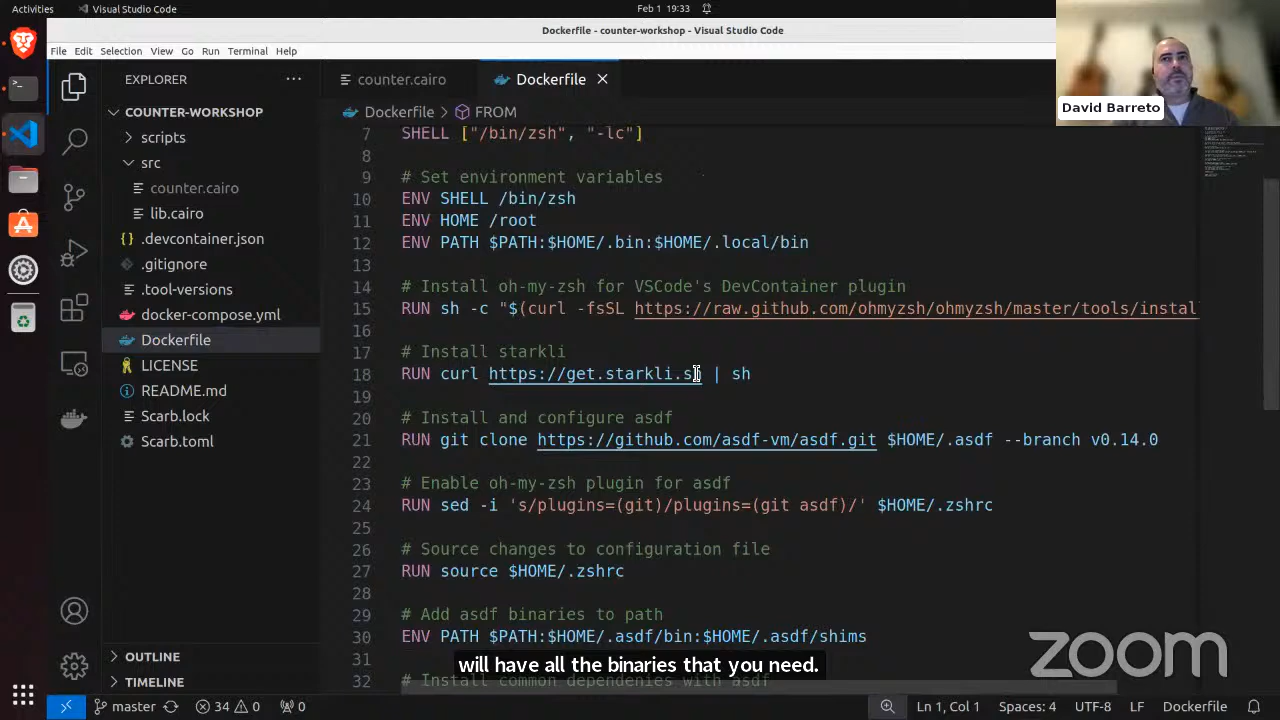 Activities
Visual Studio Code
Feb 1 19:33
Dockerfile - counter-workshop - Visual Studio Code
File Edit Selection View Go Run Terminal Help
David Barreto
EXPLORER
counter.cairo
Dockerfile
COUNTER-WORKSHOP
scripts
src
counter.cairo
lib.cairo
.devcontainer.json
.gitignore
.tool-versions
docker-compose.yml
Dockerfile
LICENSE
README.md
Scarb.lock
Scarb.toml
OUTLINE
TIMELINE
Dockerfile > FROM
7 SHELL ["/bin/zsh", "-lc"]
8
9 # Set envinment variables
10 ENV SHELL /bin/zsh
11 ENV HOME /root
12 ENV PATH $PATH:$HOME/.bin:$HOME/.local/bin
13
14 # Install oh-my-zsh for VSCode's DevContainer plugin
15 RUN sh -c "$(curl -fsSL https://raw.github.com/ohmyzsh/ohmyzsh/master/tools/instal
16
17 # Install starkli
18 RUN curl https://get.starkli.sh | sh
19
20 # Install and configure asdf
21 RUN git clone https://github.com/asdf-vm/asdf.git $HOME/.asdf --branch v0.14.0
22
23 # Enable oh-my-zsh plugin for asdf
24 RUN sed -i 's/plugins=(git)/plugins=(git asdf)/' $HOME/.zshrc
25
26 # Source changes to configuration file
27 RUN source $HOME/.zshrc
28
29 # Add asdf binaries to path
30 ENV PATH $PATH:$HOME/.asdf/bin:$HOME/.asdf/shims
31
32 # Install common dependenies with asdf
will have all the binaries that you need.
zoom
master 34 0 0
Ln 1, Col 1 Spaces: 4 UTF-8 LF Dockerfile